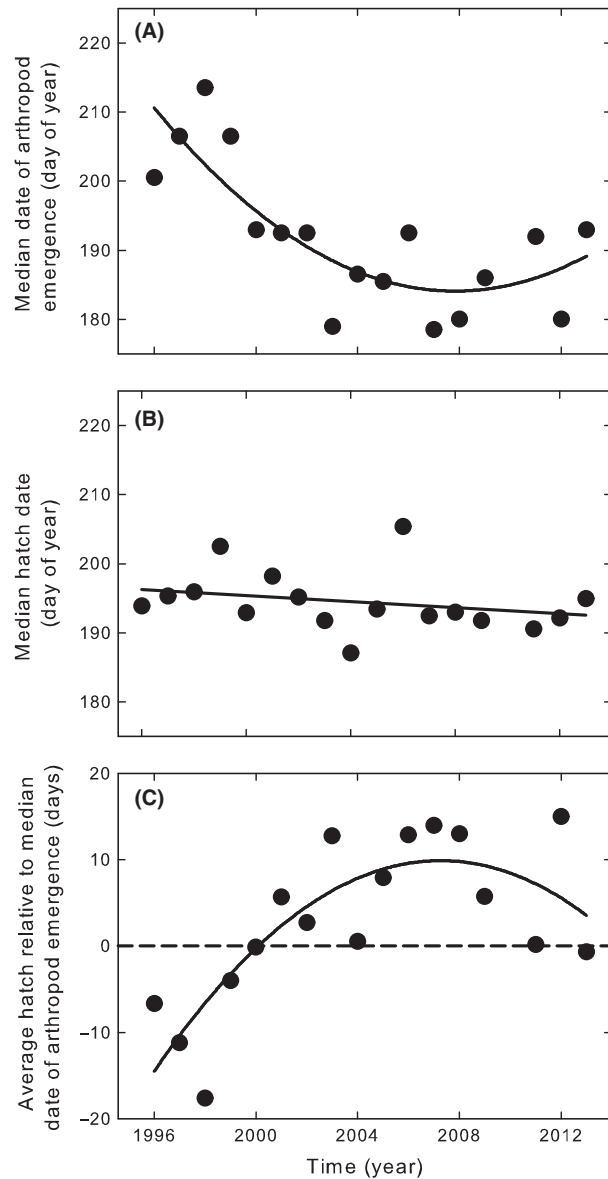 (A)
Median date of arthropod
emergence (day of year)
220
210
200
190
180
(B)
Median hatch date
(day of year)
220
210
200
190
180
(C)
Average hatch relative to median
date of arthropod emergence (days)
20
10
0
−10
−20
1996 2000 2004 2008 2012
Time (year)